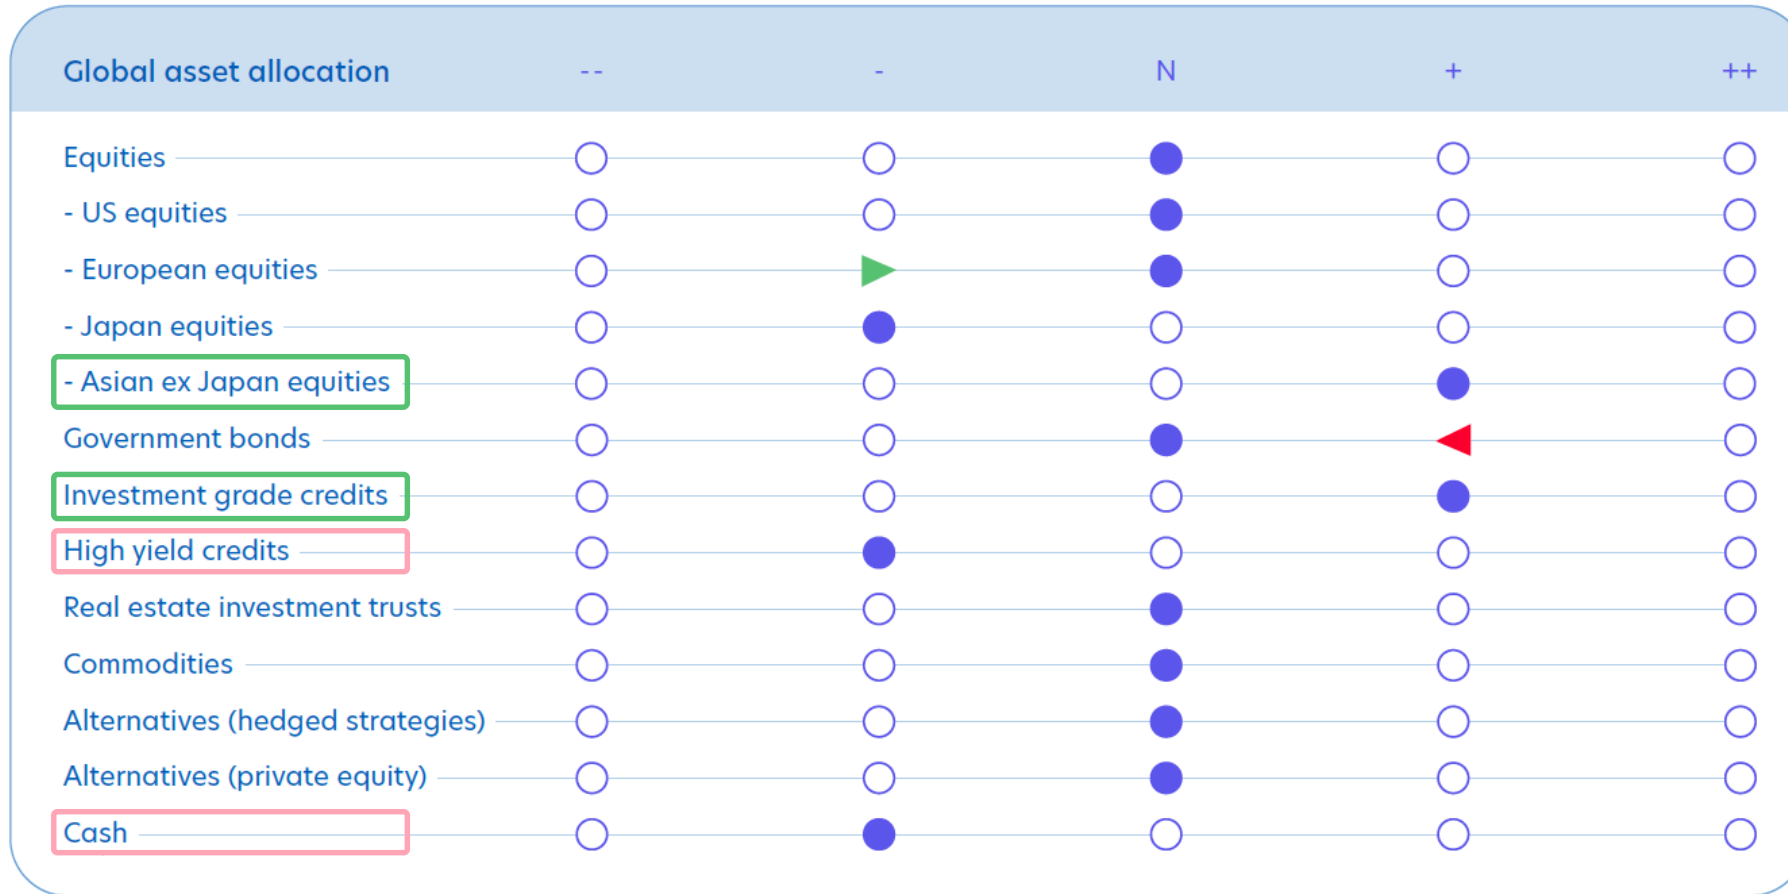 Global asset allocation -- - N + ++
Equities
- US equities
- European equities
- Japan equities
- Asian ex Japan equities
Government bonds
Investment grade credits
High yield credits
Real estate investment trusts
Commodities
Alternatives (hedged strategies)
Alternatives (private equity)
Cash